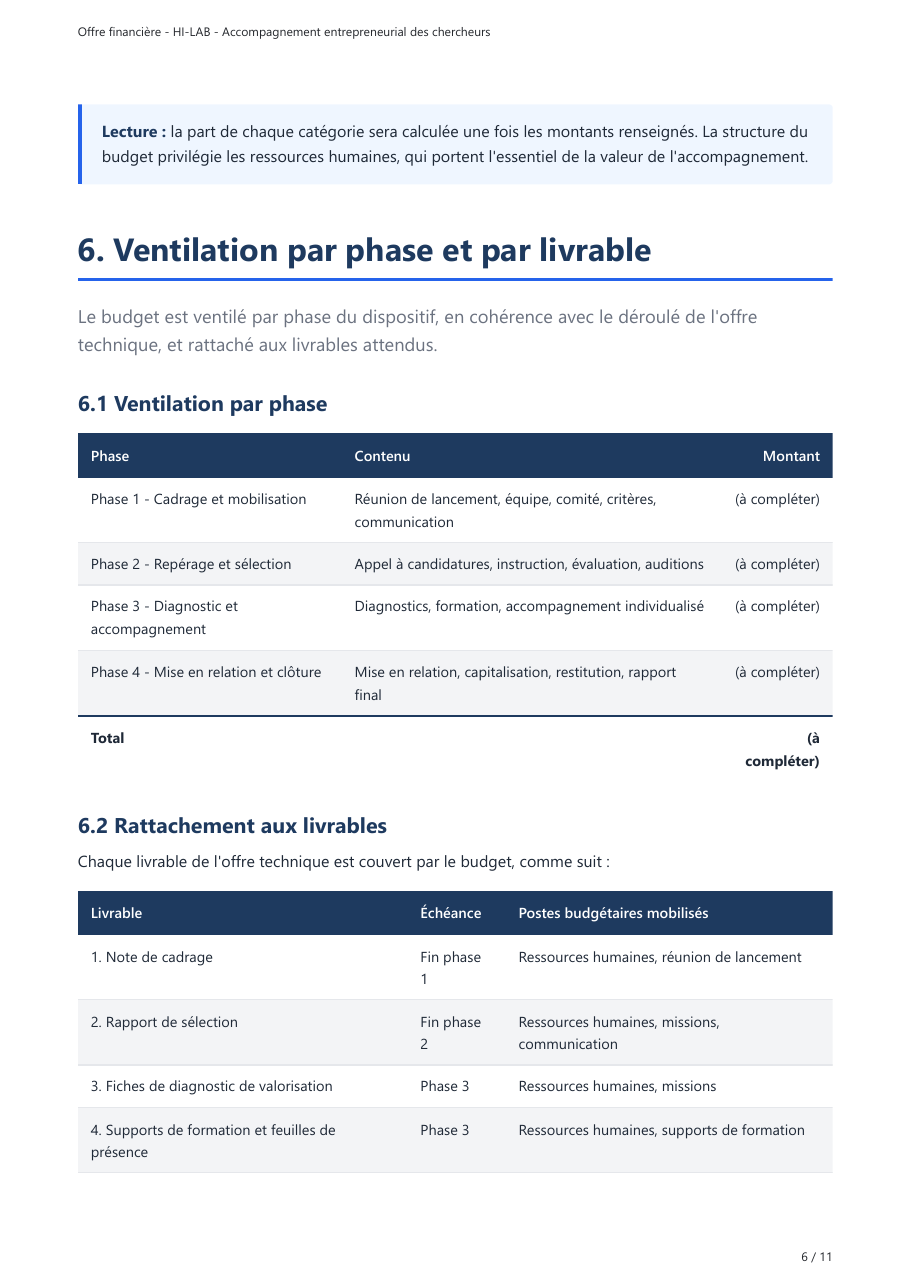 Offre financière - HI-LAB - Accompagnement entrepreneurial des chercheurs
Lecture : la part de chaque catégorie sera calculée une fois les montants renseignés. La structure du
budget privilégie les ressources humaines, qui portent l'essentiel de la valeur de l'accompagnement.
6. Ventilation par phase et par livrable
Le budget est ventilé par phase du dispositif, en cohérence avec le déroulé de l'offre
technique, et rattaché aux livrables attendus.
6.1 Ventilation par phase
Phase Contenu Montant
Phase 1 - Cadrage et mobilisation Réunion de lancement, équipe, comité, critères, (à compléter)
communication
Phase 2 - Repérage et sélection Appel à candidatures, instruction, évaluation, auditions (à compléter)
Phase 3 - Diagnostic et Diagnostics, formation, accompagnement individualisé (à compléter)
accompagnement
Phase 4 - Mise en relation et clôture Mise en relation, capitalisation, restitution, rapport (à compléter)
final
Total (à
compléter)
6.2 Rattachement aux livrables
Chaque livrable de l'offre technique est couvert par le budget, comme suit :
Livrable Échéance Postes budgétaires mobilisés
1. Note de cadrage Fin phase Ressources humaines, réunion de lancement
1
2. Rapport de sélection Fin phase Ressources humaines, missions,
2 communication
3. Fiches de diagnostic de valorisation Phase 3 Ressources humaines, missions
4. Supports de formation et feuilles de Phase 3 Ressources humaines, supports de formation
présence
6 / 11